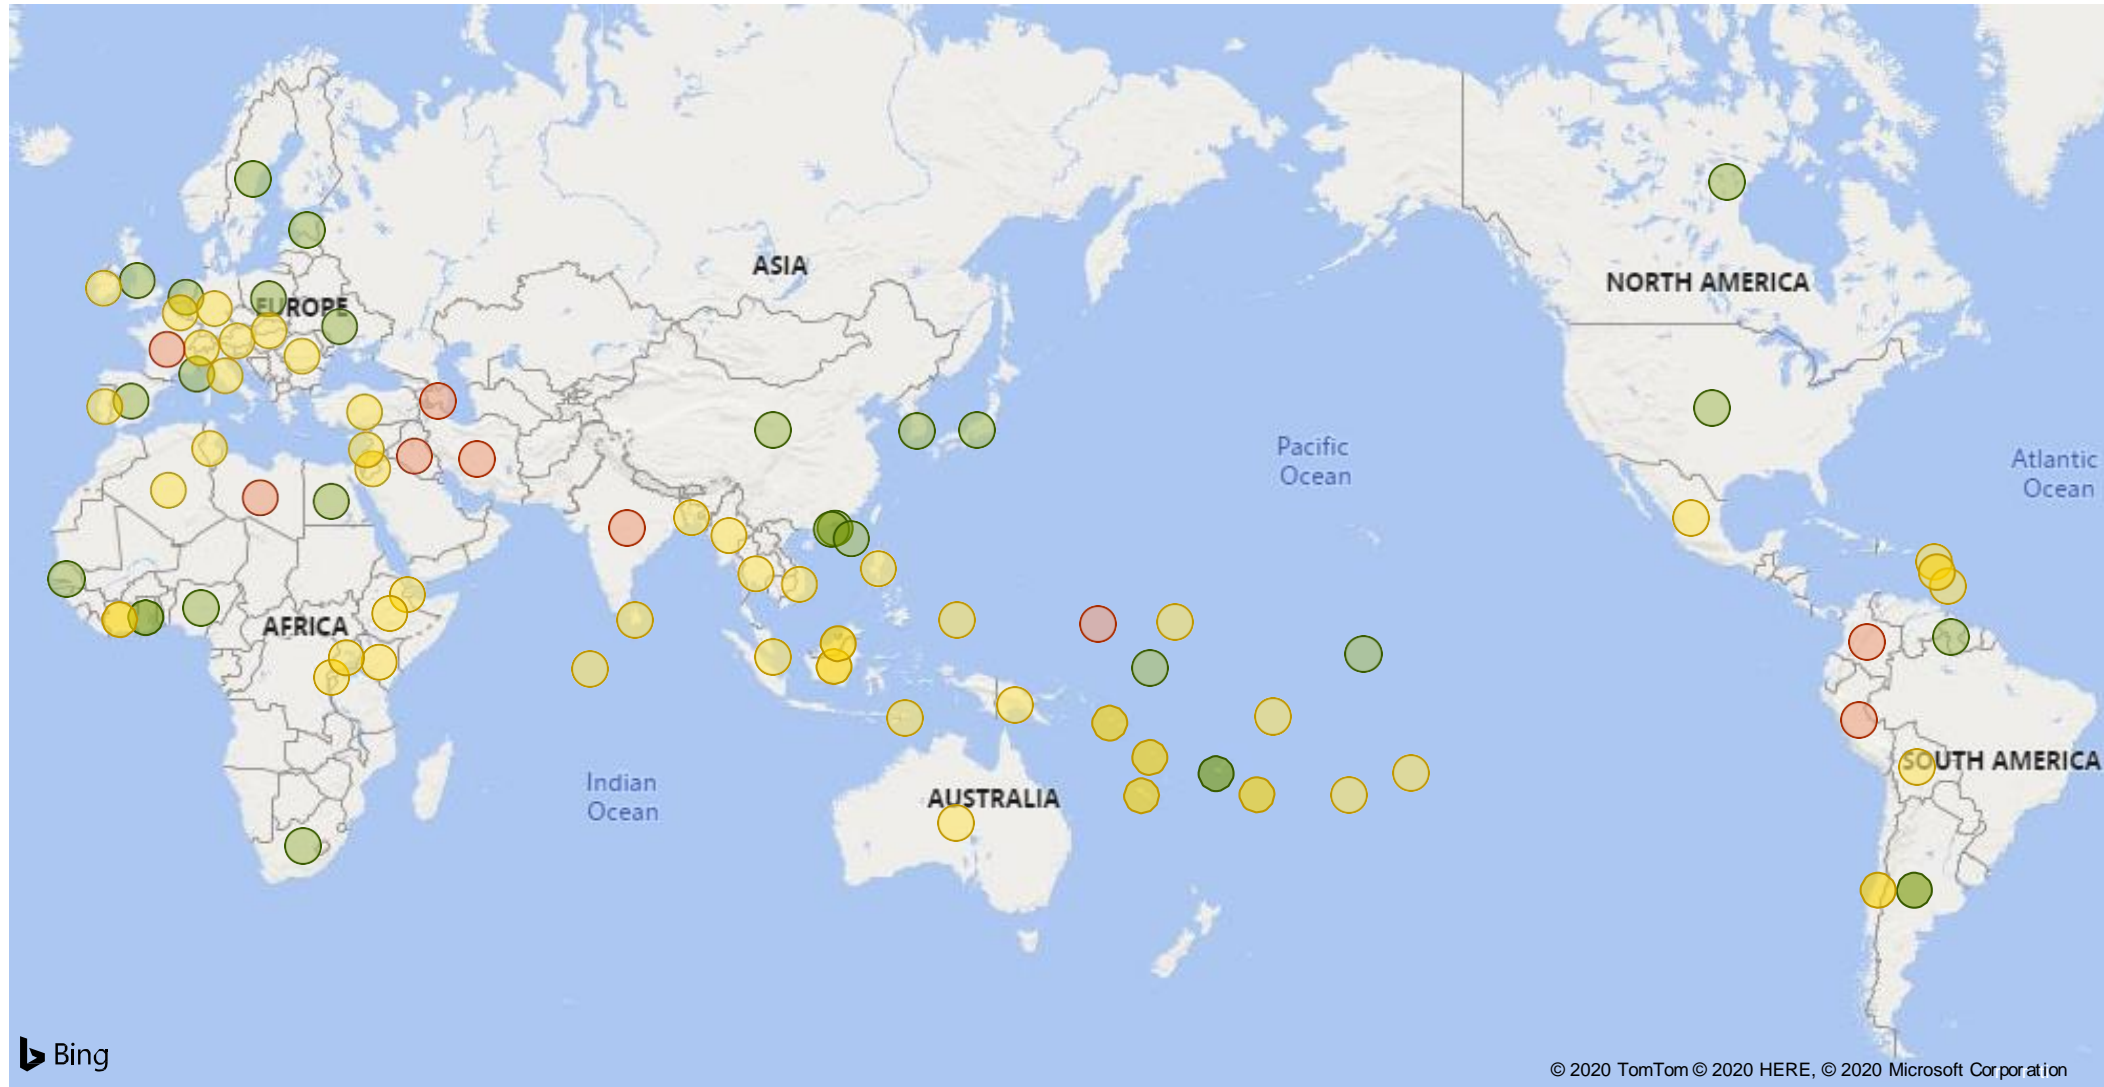 ASIA
NORTH AMERICA
EUROPE
Pacific
Ocean
Atlantic
Ocean
AFRICA
SOUTH AMERICA
Indian
Ocean
AUSTRALIA
Bing
© 2020 TomTom © 2020 HERE, © 2020 Microsoft Corporation